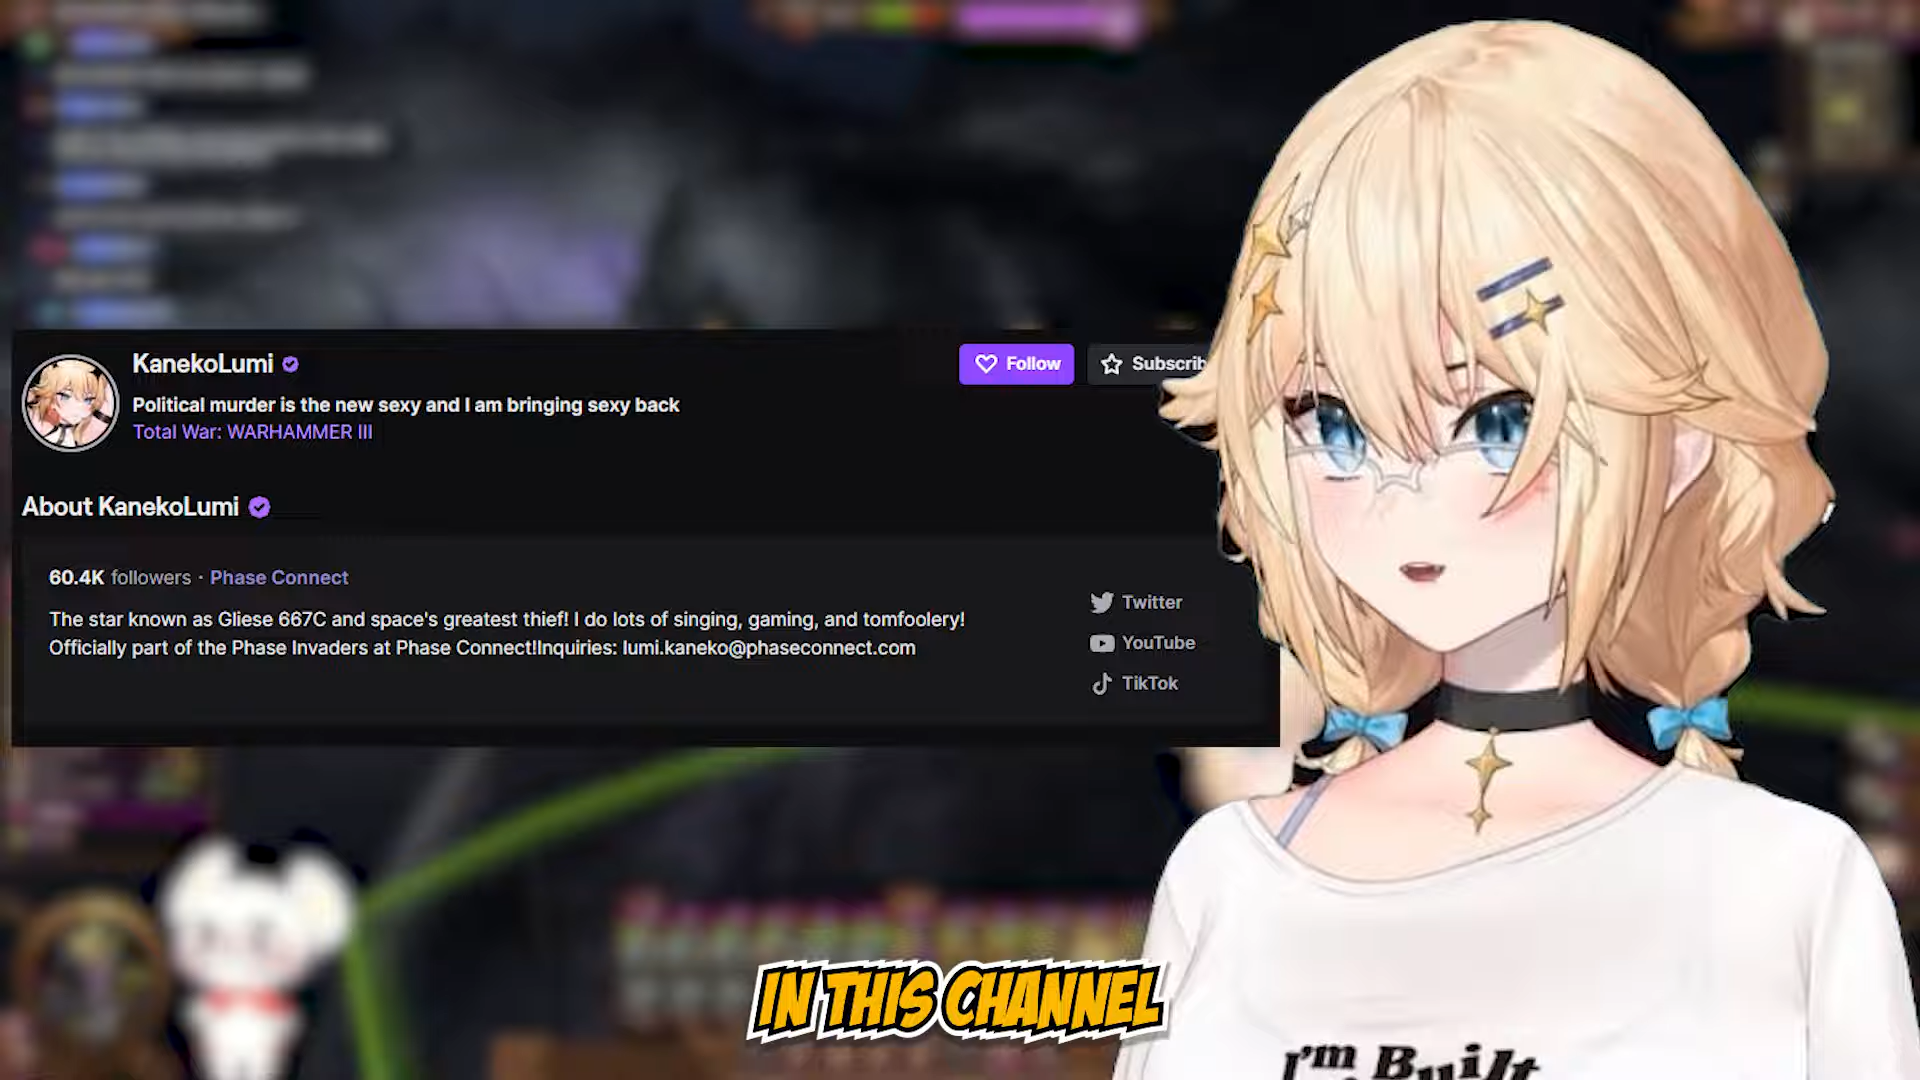 KanekoLumi
Follow
Subscrib
Political murder is the new sexy and I am bringing sexy back
Total War: WARHAMMER III
About KanekoLumi
60.4K followers · Phase Connect
The star known as Gliese 667C and space's greatest thief! I do lots of singing, gaming, and tomfoolery!
Officially part of the Phase Invaders at Phase Connect!Inquiries: lumi.kaneko@phaseconnect.com
Twitter
YouTube
TikTok
IN THIS CHANNEL
I'm Built